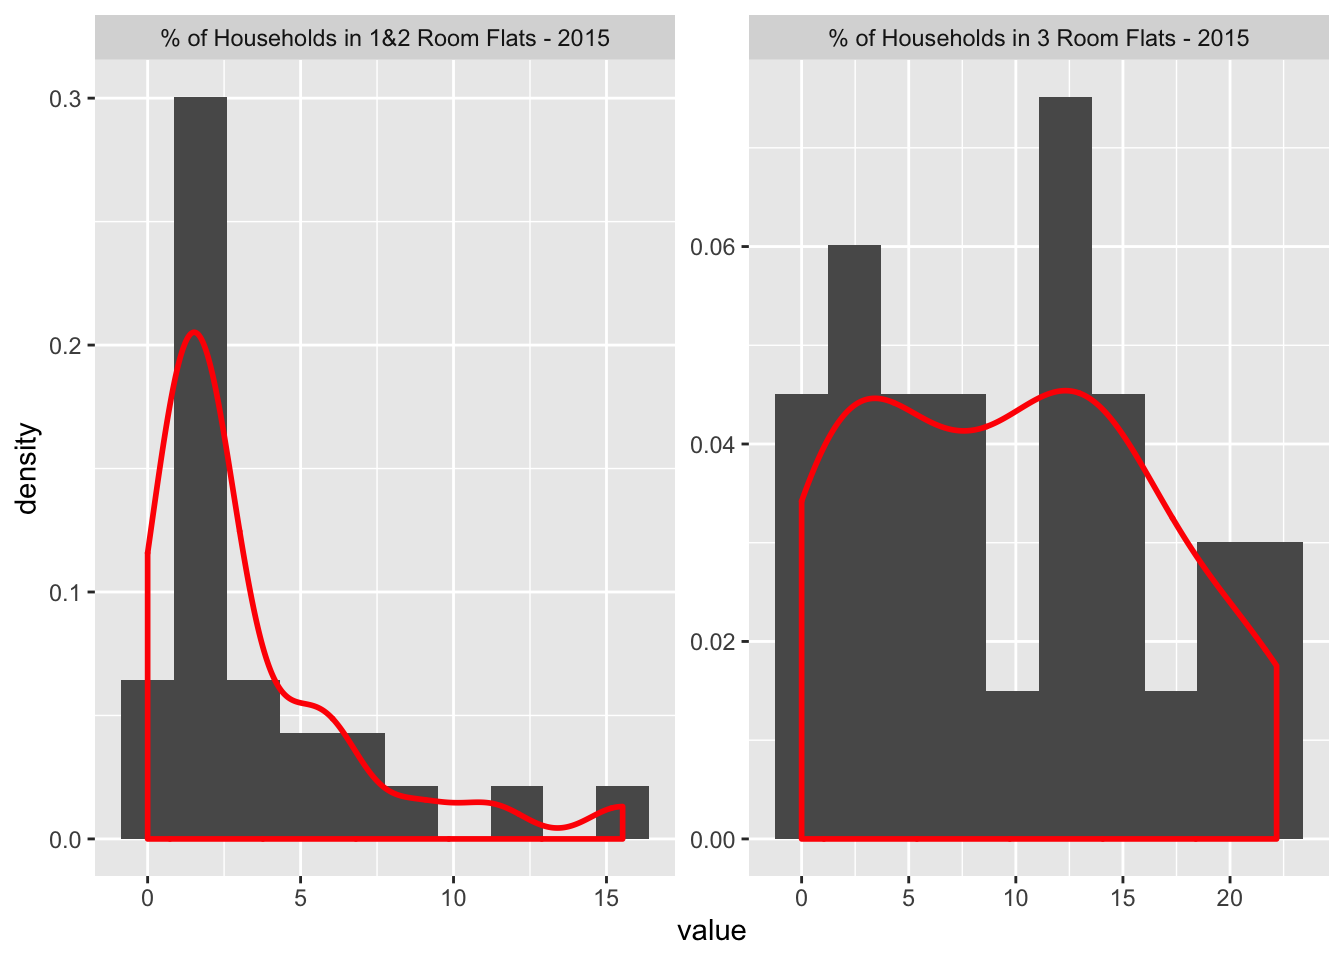 % of Households in 1&2 Room Flats - 2015
% of Households in 3 Room Flats - 2015
density
0.3
0.2
0.1
0.0
0 5 10 15
0.06
0.04
0.02
0.00
0 5 10 15 20
value